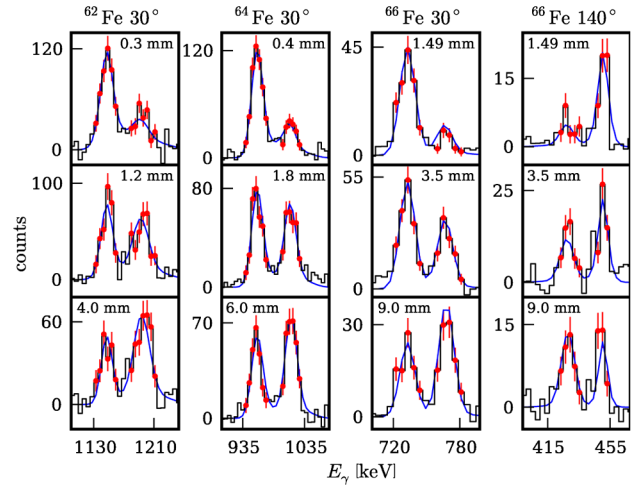 ⁶²Fe 30° ⁶⁴Fe 30° ⁶⁶Fe 30° ⁶⁶Fe 140°
0.3 mm 0.4 mm 1.49 mm 1.49 mm
120 120 45 15
60 60
0 0 0 0
1.2 mm 1.8 mm 3.5 mm 3.5 mm
100 80 55 25
counts
0 0 0 0
4.0 mm 6.0 mm 9.0 mm 9.0 mm
60 70 30 15
0 0 0 0
1130 1210 935 1035 720 780 415 455
Eγ [keV]